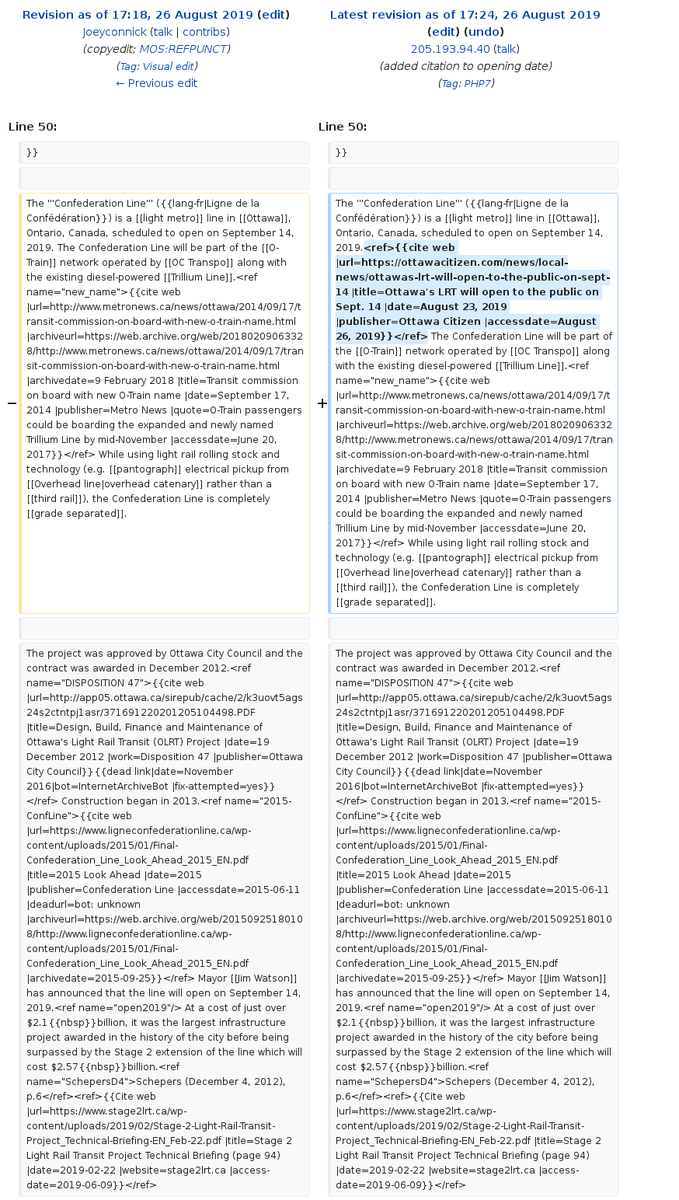 Revision as of 17:18, 26 August 2019 (edit)
Joeyconnick (talk | contribs)
(copyedit; MOS:REFPUNCT)
(Tag: Visual edit)
← Previous edit
Latest revision as of 17:24, 26 August 2019
(edit) (undo)
205.193.94.40 (talk)
(added citation to opening date)
(Tag: PHP7)
Line 50:
Line 50:
}}
}}
−
The '''Confederation Line''' ({{lang-fr|Ligne de la
Confédération}}) is a [[light metro]] line in [[Ottawa]],
Ontario, Canada, scheduled to open on September 14,
2019. The Confederation Line will be part of the [[O-
Train]] network operated by [[OC Transpo]] along with
the existing diesel-powered [[Trillium Line]].<ref
name="new_name">{{cite web
|url=http://www.metronews.ca/news/ottawa/2014/09/17/t
ransit-commission-on-board-with-new-o-train-name.html
|archiveurl=https://web.archive.org/web/2018020906332
8/http://www.metronews.ca/news/ottawa/2014/09/17/tran
sit-commission-on-board-with-new-o-train-name.html
|archivedate=9 February 2018 |title=Transit commission
on board with new O-Train name |date=September 17,
2014 |publisher=Metro News |quote=O-Train passengers
could be boarding the expanded and newly named
Trillium Line by mid-November |accessdate=June 20,
2017}}</ref> While using light rail rolling stock and
technology (e.g. [[pantograph]] electrical pickup from
[[Overhead line|overhead catenary]] rather than a
[[third rail]]), the Confederation Line is completely
[[grade separated]].
+
The '''Confederation Line''' ({{lang-fr|Ligne de la
Confédération}}) is a [[light metro]] line in [[Ottawa]],
Ontario, Canada, scheduled to open on September 14,
2019.<ref>{{cite web
|url=https://ottawacitizen.com/news/local-
news/ottawas-lrt-will-open-to-the-public-on-sept-
14 |title=Ottawa's LRT will open to the public on
Sept. 14 |date=August 23, 2019
|publisher=Ottawa Citizen |accessdate=August
26, 2019}}</ref> The Confederation Line will be part of
the [[O-Train]] network operated by [[OC Transpo]] along
with the existing diesel-powered [[Trillium Line]].<ref
name="new_name">{{cite web
|url=http://www.metronews.ca/news/ottawa/2014/09/17/t
ransit-commission-on-board-with-new-o-train-name.html
|archiveurl=https://web.archive.org/web/2018020906332
8/http://www.metronews.ca/news/ottawa/2014/09/17/tran
sit-commission-on-board-with-new-o-train-name.html
|archivedate=9 February 2018 |title=Transit commission
on board with new O-Train name |date=September 17,
2014 |publisher=Metro News |quote=O-Train passengers
could be boarding the expanded and newly named
Trillium Line by mid-November |accessdate=June 20,
2017}}</ref> While using light rail rolling stock and
technology (e.g. [[pantograph]] electrical pickup from
[[Overhead line|overhead catenary]] rather than a
[[third rail]]), the Confederation Line is completely
[[grade separated]].
The project was approved by Ottawa City Council and the
contract was awarded in December 2012.<ref
name="DISPOSITION 47">{{cite web
|url=http://app05.ottawa.ca/sirepub/cache/2/k3uovt5ags
24s2ctntpj1asr/371691220201205104498.PDF
|title=Design, Build, Finance and Maintenance of
Ottawa's Light Rail Transit (OLRT) Project |date=19
December 2012 |work=Disposition 47 |publisher=Ottawa
City Council}}{{dead link|date=November
2016|bot=InternetArchiveBot |fix-attempted=yes}}
</ref> Construction began in 2013.<ref name="2015-
ConfLine">{{cite web
|url=https://www.ligneconfederationline.ca/wp-
content/uploads/2015/01/Final-
Confederation_Line_Look_Ahead_2015_EN.pdf
|title=2015 Look Ahead |date=2015
|publisher=Confederation Line |accessdate=2015-06-11
|deadurl=bot: unknown
|archiveurl=https://web.archive.org/web/2015092518010
8/http://www.ligneconfederationline.ca/wp-
content/uploads/2015/01/Final-
Confederation_Line_Look_Ahead_2015_EN.pdf
|archivedate=2015-09-25}}</ref> Mayor [[Jim Watson]]
has announced that the line will open on September 14,
2019.<ref name="open2019"/> At a cost of just over
$2.1{{nbsp}}billion, it was the largest infrastructure
project awarded in the history of the city before being
surpassed by the Stage 2 extension of the line which will
cost $2.57{{nbsp}}billion.<ref
name="SchepersD4">Schepers (December 4, 2012),
p.6</ref><ref>{{Cite web
|url=https://www.stage2lrt.ca/wp-
content/uploads/2019/02/Stage-2-Light-Rail-Transit-
Project_Technical-Briefing-EN_Feb-22.pdf |title=Stage 2
Light Rail Transit Project Technical Briefing (page 94)
|date=2019-02-22 |website=stage2lrt.ca |access-
date=2019-06-09}}</ref>
The project was approved by Ottawa City Council and the
contract was awarded in December 2012.<ref
name="DISPOSITION 47">{{cite web
|url=http://app05.ottawa.ca/sirepub/cache/2/k3uovt5ags
24s2ctntpj1asr/371691220201205104498.PDF
|title=Design, Build, Finance and Maintenance of
Ottawa's Light Rail Transit (OLRT) Project |date=19
December 2012 |work=Disposition 47 |publisher=Ottawa
City Council}}{{dead link|date=November
2016|bot=InternetArchiveBot |fix-attempted=yes}}
</ref> Construction began in 2013.<ref name="2015-
ConfLine">{{cite web
|url=https://www.ligneconfederationline.ca/wp-
content/uploads/2015/01/Final-
Confederation_Line_Look_Ahead_2015_EN.pdf
|title=2015 Look Ahead |date=2015
|publisher=Confederation Line |accessdate=2015-06-11
|deadurl=bot: unknown
|archiveurl=https://web.archive.org/web/2015092518010
8/http://www.ligneconfederationline.ca/wp-
content/uploads/2015/01/Final-
Confederation_Line_Look_Ahead_2015_EN.pdf
|archivedate=2015-09-25}}</ref> Mayor [[Jim Watson]]
has announced that the line will open on September 14,
2019.<ref name="open2019"/> At a cost of just over
$2.1{{nbsp}}billion, it was the largest infrastructure
project awarded in the history of the city before being
surpassed by the Stage 2 extension of the line which will
cost $2.57{{nbsp}}billion.<ref
name="SchepersD4">Schepers (December 4, 2012),
p.6</ref><ref>{{Cite web
|url=https://www.stage2lrt.ca/wp-
content/uploads/2019/02/Stage-2-Light-Rail-Transit-
Project_Technical-Briefing-EN_Feb-22.pdf |title=Stage 2
Light Rail Transit Project Technical Briefing (page 94)
|date=2019-02-22 |website=stage2lrt.ca |access-
date=2019-06-09}}</ref>